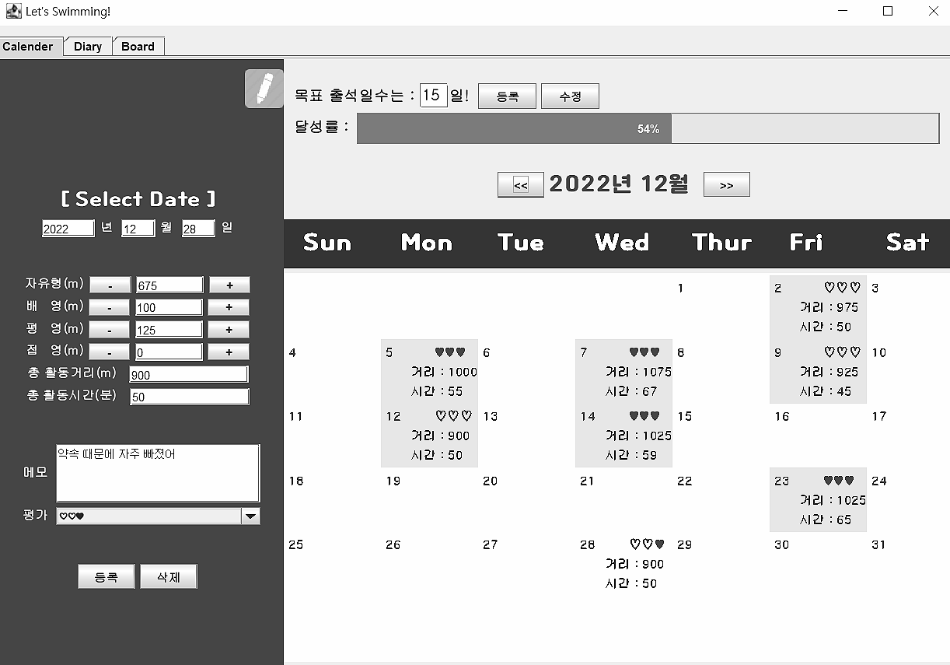 Let's Swimming!
Calender Diary Board
목표 출석일수는 : 15 일! 등록 수정
달성률 : 54%
<< 2022년 12월 >>
[ Select Date ]
2022 년 12 월 28 일
자유형(m) - 675 +
배 영(m) - 100 +
평 영(m) - 125 +
접 영(m) - 0 +
총 활동거리(m) 900
총 활동시간(분) 50
메모 약속 때문에 자주 빠졌어
평가 ♡♡♥
등록 삭제
Sun Mon Tue Wed Thur Fri Sat
1 2 ♡♡♡ 3
거리 : 975
시간 : 50
4 5 ♥♥♥ 6 7 ♥♥♥ 8 9 ♡♡♡ 10
거리 : 1000 거리 : 1075 거리 : 925
시간 : 55 시간 : 67 시간 : 45
11 12 ♡♡♡ 13 14 ♥♥♥ 15 16 17
거리 : 900 거리 : 1025
시간 : 50 시간 : 59
18 19 20 21 22 23 ♥♥♥ 24
거리 : 1025
시간 : 65
25 26 27 28 ♡♡♥ 29 30 31
거리 : 900
시간 : 50